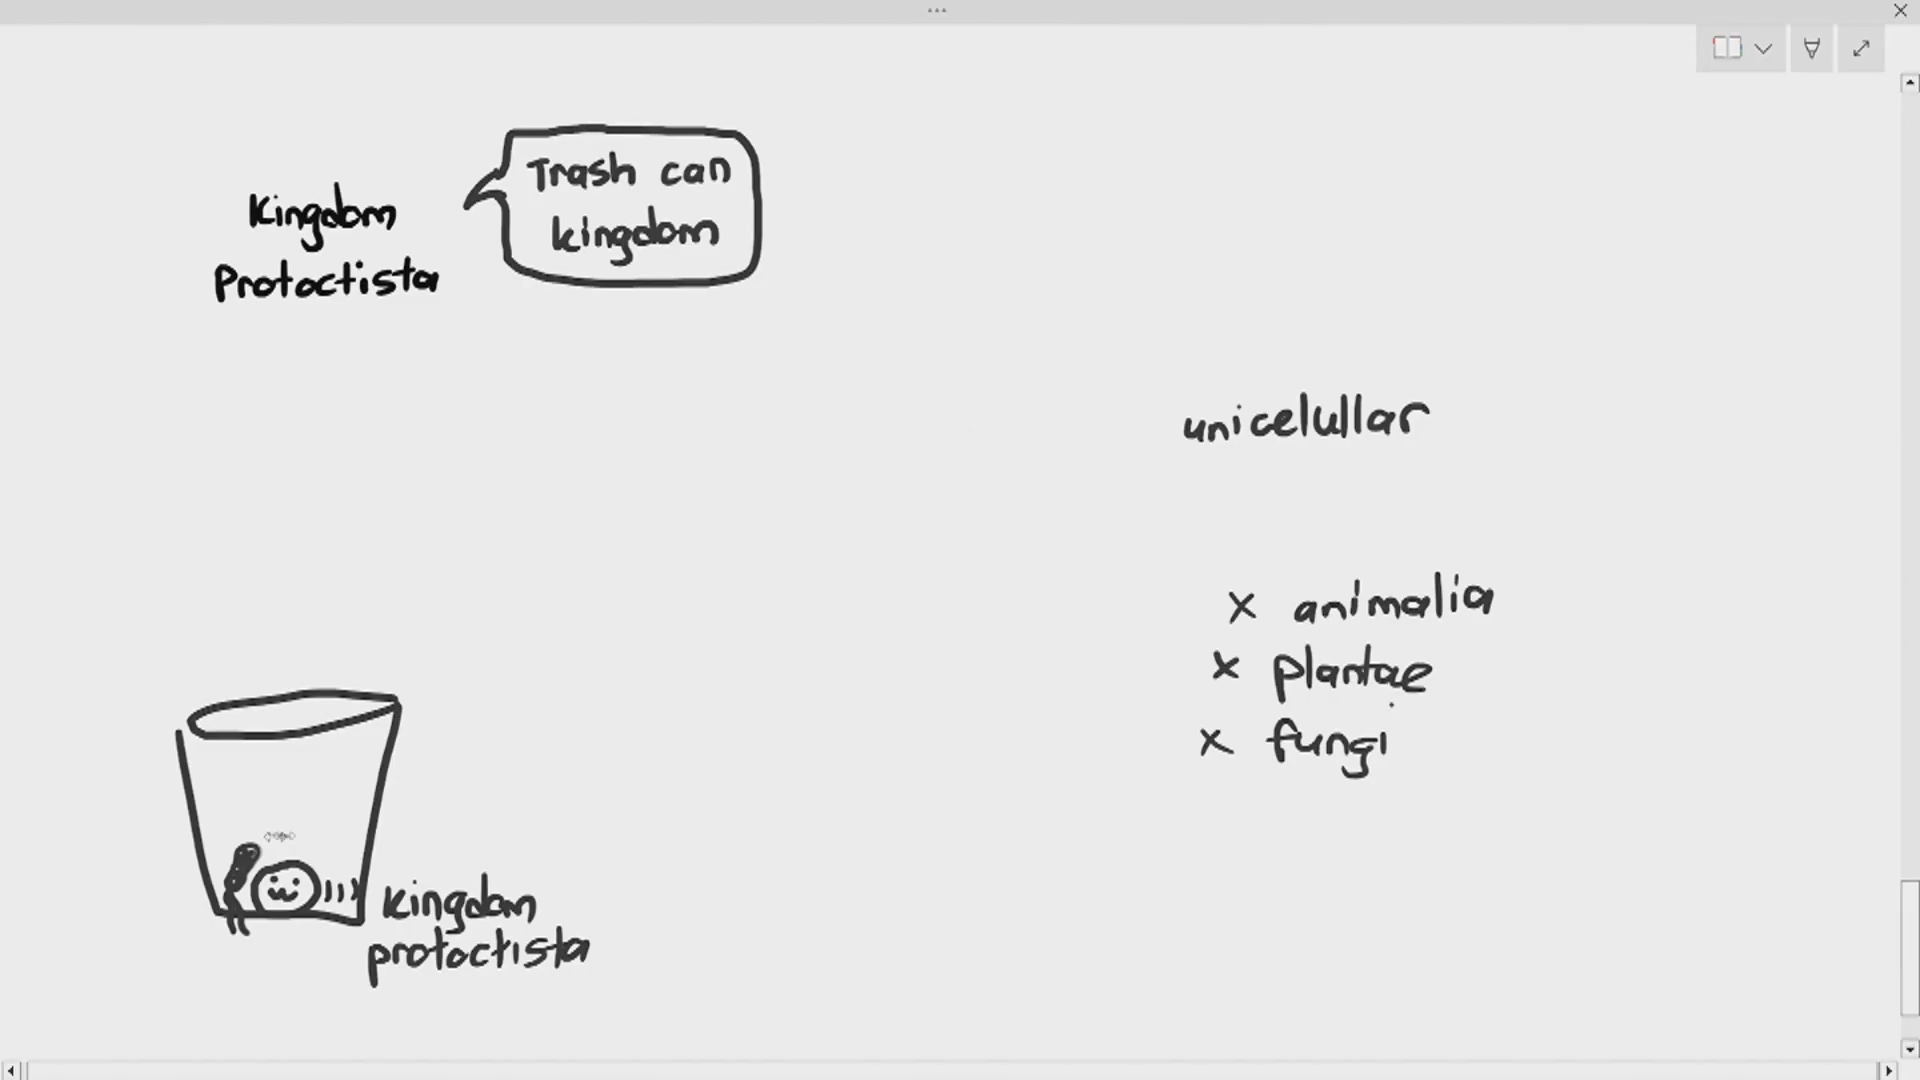 Trash can
kingdom
Kingdom
Protoctista
unicelullar
x animalia
x plantae
x fungi
kingdom
protoctista